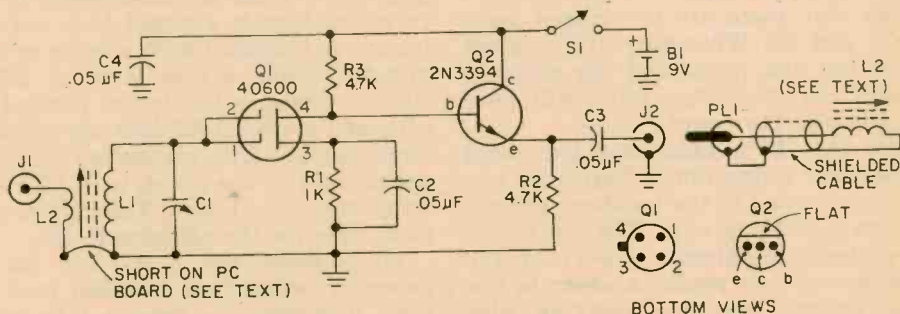 C4
.05 µF
Q1
40600
2
1
4
3
R3
4.7K
Q2
2N3394
b
c
e
S1
+
B1
9V
C3
.05µF
J2
PL1
L2
(SEE TEXT)
SHIELDED
CABLE
J1
L2
L1
C1
R1
1K
C2
.05µF
R2
4.7K
SHORT ON PC
BOARD (SEE TEXT)
Q1
4
1
3
2
Q2
FLAT
e
c
b
BOTTOM VIEWS